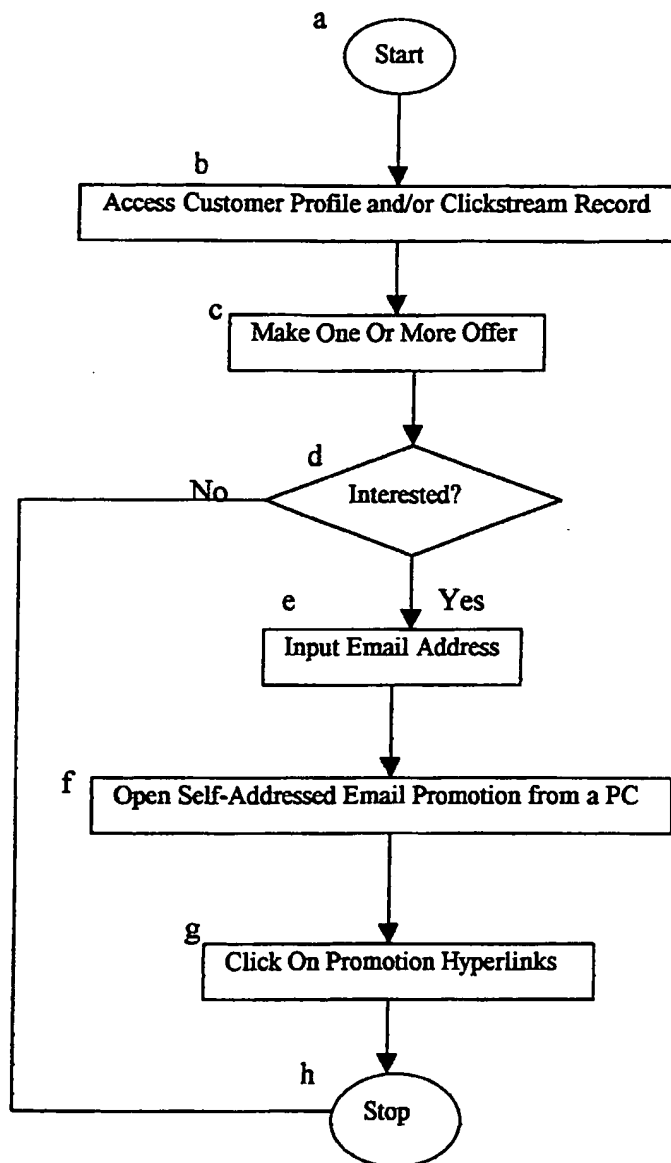 a
Start
b
Access Customer Profile and/or Clickstream Record
c
Make One Or More Offer
d
No
Interested?
e
Yes
Input Email Address
f
Open Self-Addressed Email Promotion from a PC
g
Click On Promotion Hyperlinks
h
Stop